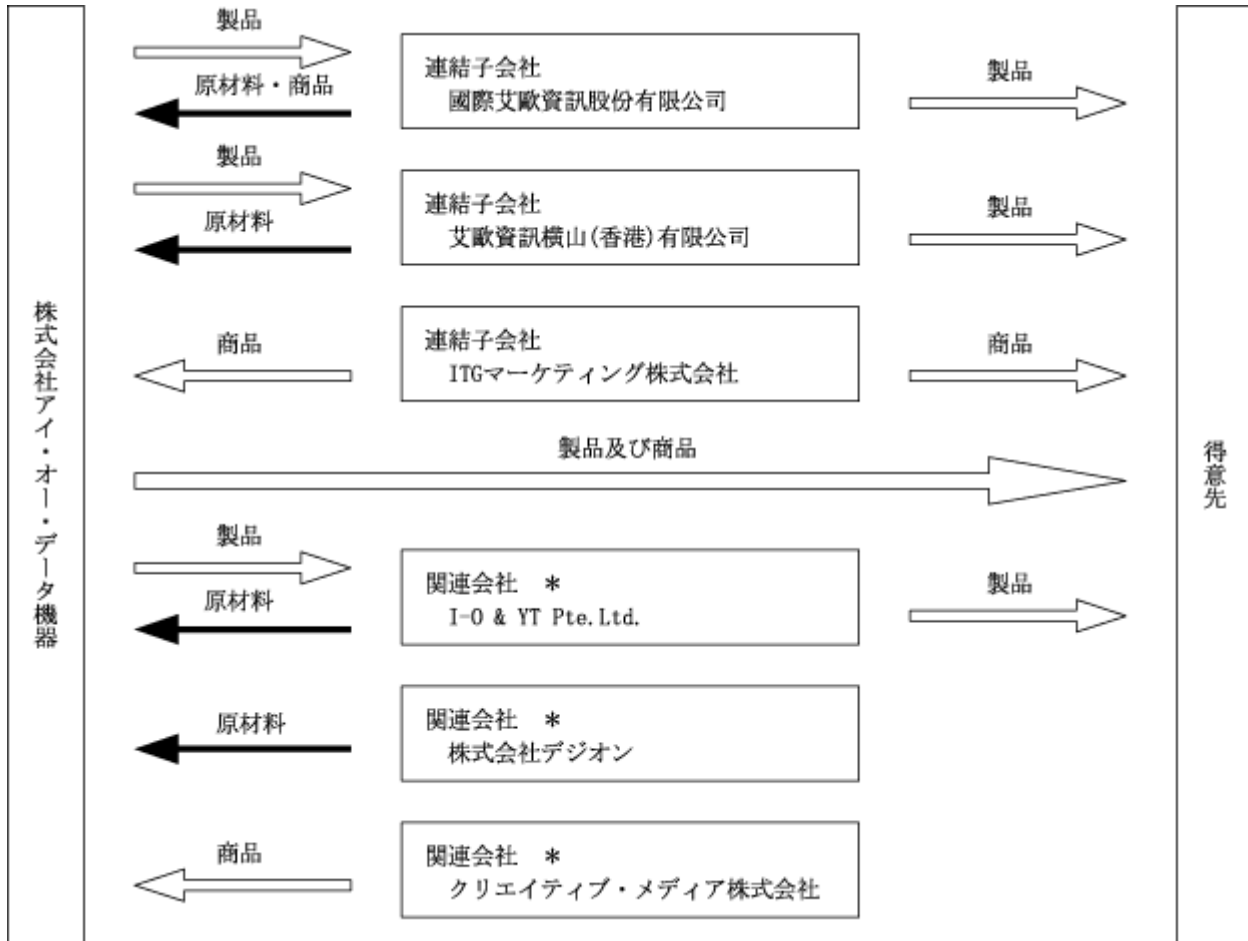 株式会社アイ・オー・データ機器
製品
原材料・商品
連結子会社
國際艾歐資訊股份有限公司
製品
製品
原材料
連結子会社
艾歐資訊横山(香港)有限公司
製品
商品
連結子会社
ITGマーケティング株式会社
商品
製品及び商品
製品
原材料
関連会社 *
I-O & YT Pte.Ltd.
製品
原材料
関連会社 *
株式会社デジオン
商品
関連会社 *
クリエイティブ・メディア株式会社
得意先